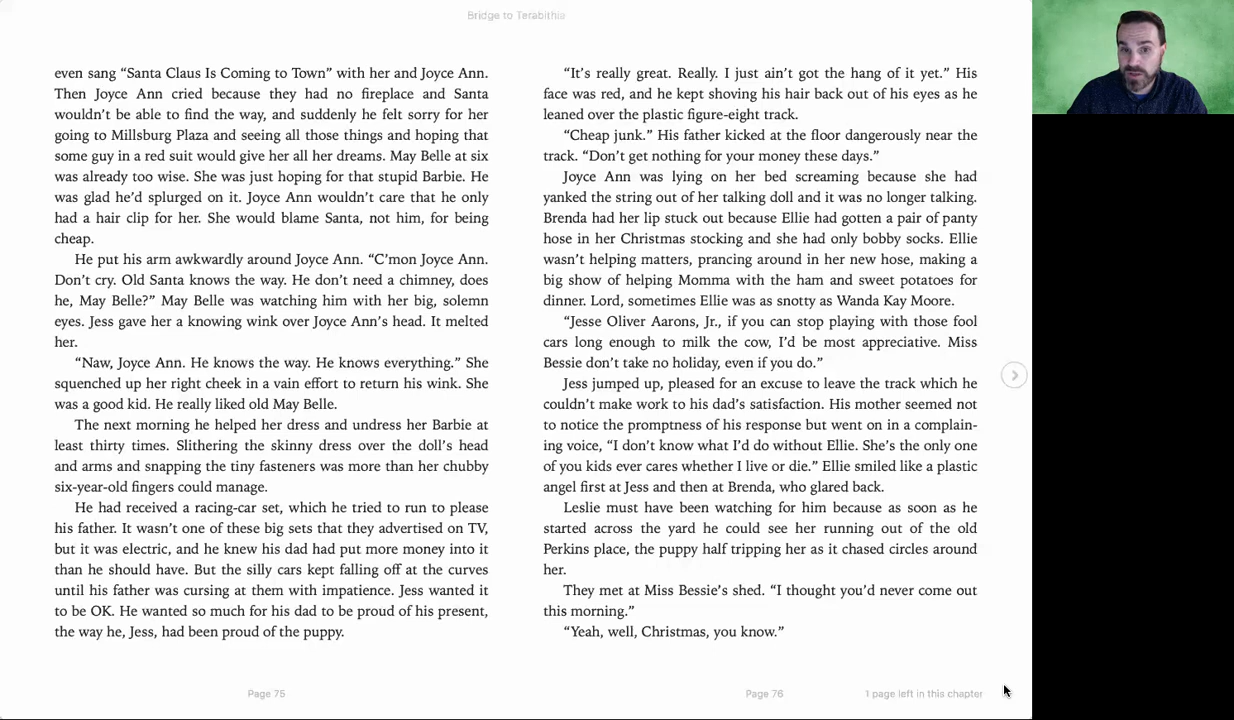 Bridge to Terabithia
even sang “Santa Claus Is Coming to Town” with her and Joyce Ann.
Then Joyce Ann cried because they had no fireplace and Santa
wouldn’t be able to find the way, and suddenly he felt sorry for her
going to Millsburg Plaza and seeing all those things and hoping that
some guy in a red suit would give her all her dreams. May Belle at six
was already too wise. She was just hoping for that stupid Barbie. He
was glad he’d splurged on it. Joyce Ann wouldn’t care that he only
had a hair clip for her. She would blame Santa, not him, for being
cheap.
He put his arm awkwardly around Joyce Ann. “C’mon Joyce Ann.
Don’t cry. Old Santa knows the way. He don’t need a chimney, does
he, May Belle?” May Belle was watching him with her big, solemn
eyes. Jess gave her a knowing wink over Joyce Ann’s head. It melted
her.
“Naw, Joyce Ann. He knows the way. He knows everything.” She
squenched up her right cheek in a vain effort to return his wink. She
was a good kid. He really liked old May Belle.
The next morning he helped her dress and undress her Barbie at
least thirty times. Slithering the skinny dress over the doll’s head
and arms and snapping the tiny fasteners was more than her chubby
six-year-old fingers could manage.
He had received a racing-car set, which he tried to run to please
his father. It wasn’t one of these big sets that they advertised on TV,
but it was electric, and he knew his dad had put more money into it
than he should have. But the silly cars kept falling off at the curves
until his father was cursing at them with impatience. Jess wanted it
to be OK. He wanted so much for his dad to be proud of his present,
the way he, Jess, had been proud of the puppy.
Page 75
“It’s really great. Really. I just ain’t got the hang of it yet.” His
face was red, and he kept shoving his hair back out of his eyes as he
leaned over the plastic figure-eight track.
“Cheap junk.” His father kicked at the floor dangerously near the
track. “Don’t get nothing for your money these days.”
Joyce Ann was lying on her bed screaming because she had
yanked the string out of her talking doll and it was no longer talking.
Brenda had her lip stuck out because Ellie had gotten a pair of panty
hose in her Christmas stocking and she had only bobby socks. Ellie
wasn’t helping matters, prancing around in her new hose, making a
big show of helping Momma with the ham and sweet potatoes for
dinner. Lord, sometimes Ellie was as snotty as Wanda Kay Moore.
“Jesse Oliver Aarons, Jr., if you can stop playing with those fool
cars long enough to milk the cow, I’d be most appreciative. Miss
Bessie don’t take no holiday, even if you do.”
Jess jumped up, pleased for an excuse to leave the track which he
couldn’t make work to his dad’s satisfaction. His mother seemed not
to notice the promptness of his response but went on in a complain-
ing voice, “I don’t know what I’d do without Ellie. She’s the only one
of you kids ever cares whether I live or die.” Ellie smiled like a plastic
angel first at Jess and then at Brenda, who glared back.
Leslie must have been watching for him because as soon as he
started across the yard he could see her running out of the old
Perkins place, the puppy half tripping her as it chased circles around
her.
They met at Miss Bessie’s shed. “I thought you’d never come out
this morning.”
“Yeah, well, Christmas, you know.”
Page 76
1 page left in this chapter